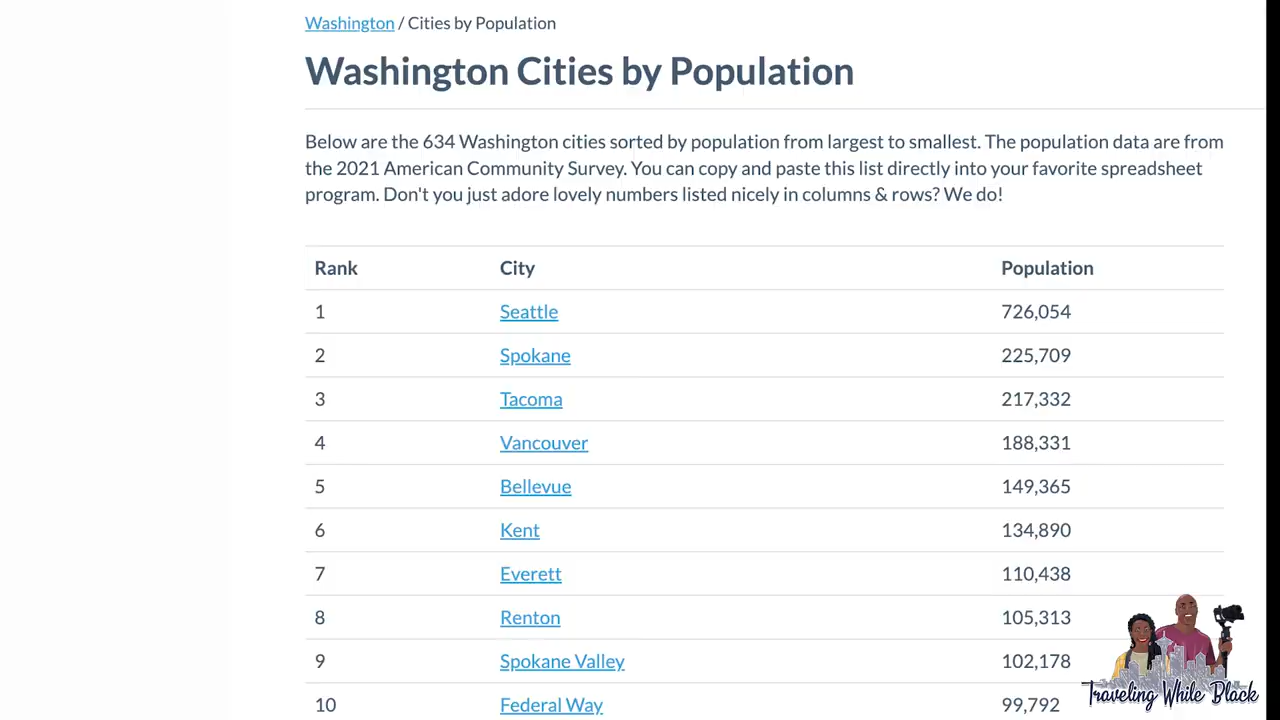 Washington / Cities by Population
Washington Cities by Population
Below are the 634 Washington cities sorted by population from largest to smallest. The population data are from
the 2021 American Community Survey. You can copy and paste this list directly into your favorite spreadsheet
program. Don't you just adore lovely numbers listed nicely in columns & rows? We do!
Rank City Population
1 Seattle 726,054
2 Spokane 225,709
3 Tacoma 217,332
4 Vancouver 188,331
5 Bellevue 149,365
6 Kent 134,890
7 Everett 110,438
8 Renton 105,313
9 Spokane Valley 102,178
10 Federal Way 99,792
Traveling While Black